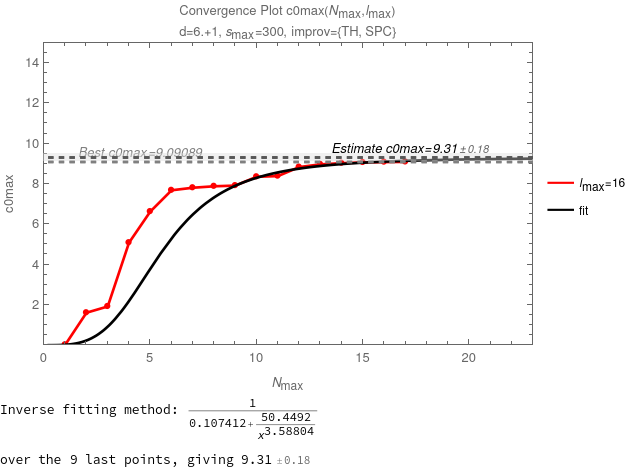 Convergence Plot c0max(Nmax,lmax)
d=6.+1, smax=300, improv={TH, SPC}
14
12
10
8
6
4
2
0 5 10 15 20
c0max
Nmax
Best c0max=9.09089
Estimate c0max=9.31 ±0.18
lmax=16
fit
Inverse fitting method: 1 / (0.107412 + 50.4492 / x^3.58804)
over the 9 last points, giving 9.31 ±0.18